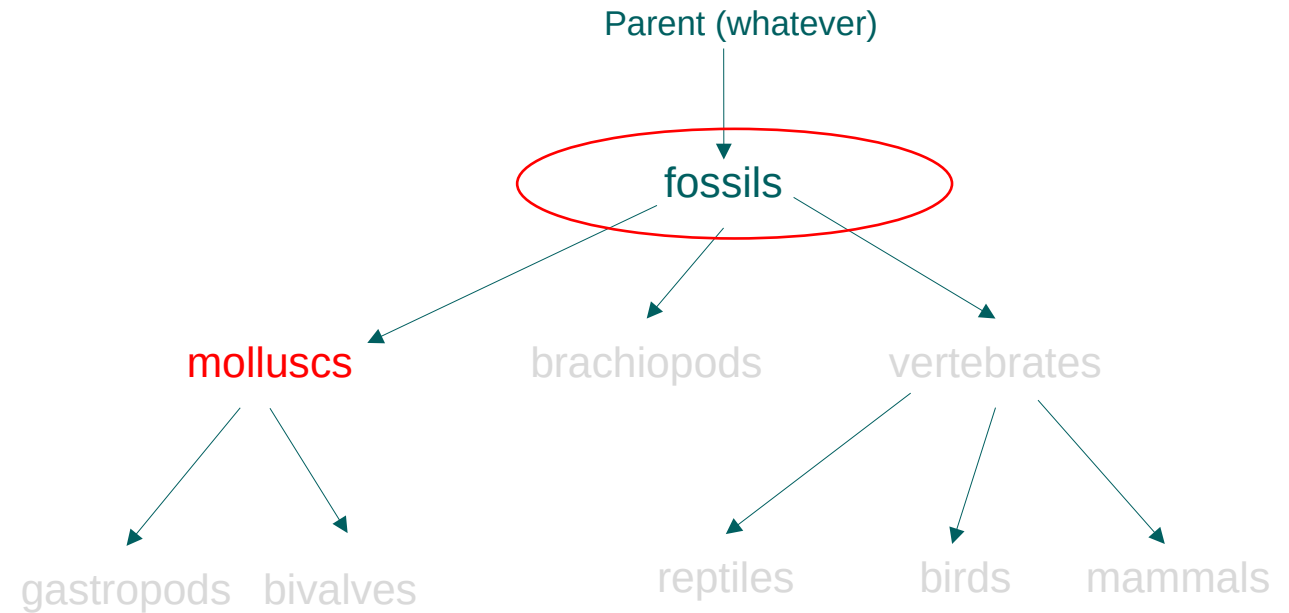 Parent (whatever)
fossils
molluscs
brachiopods
vertebrates
gastropods
bivalves
reptiles
birds
mammals